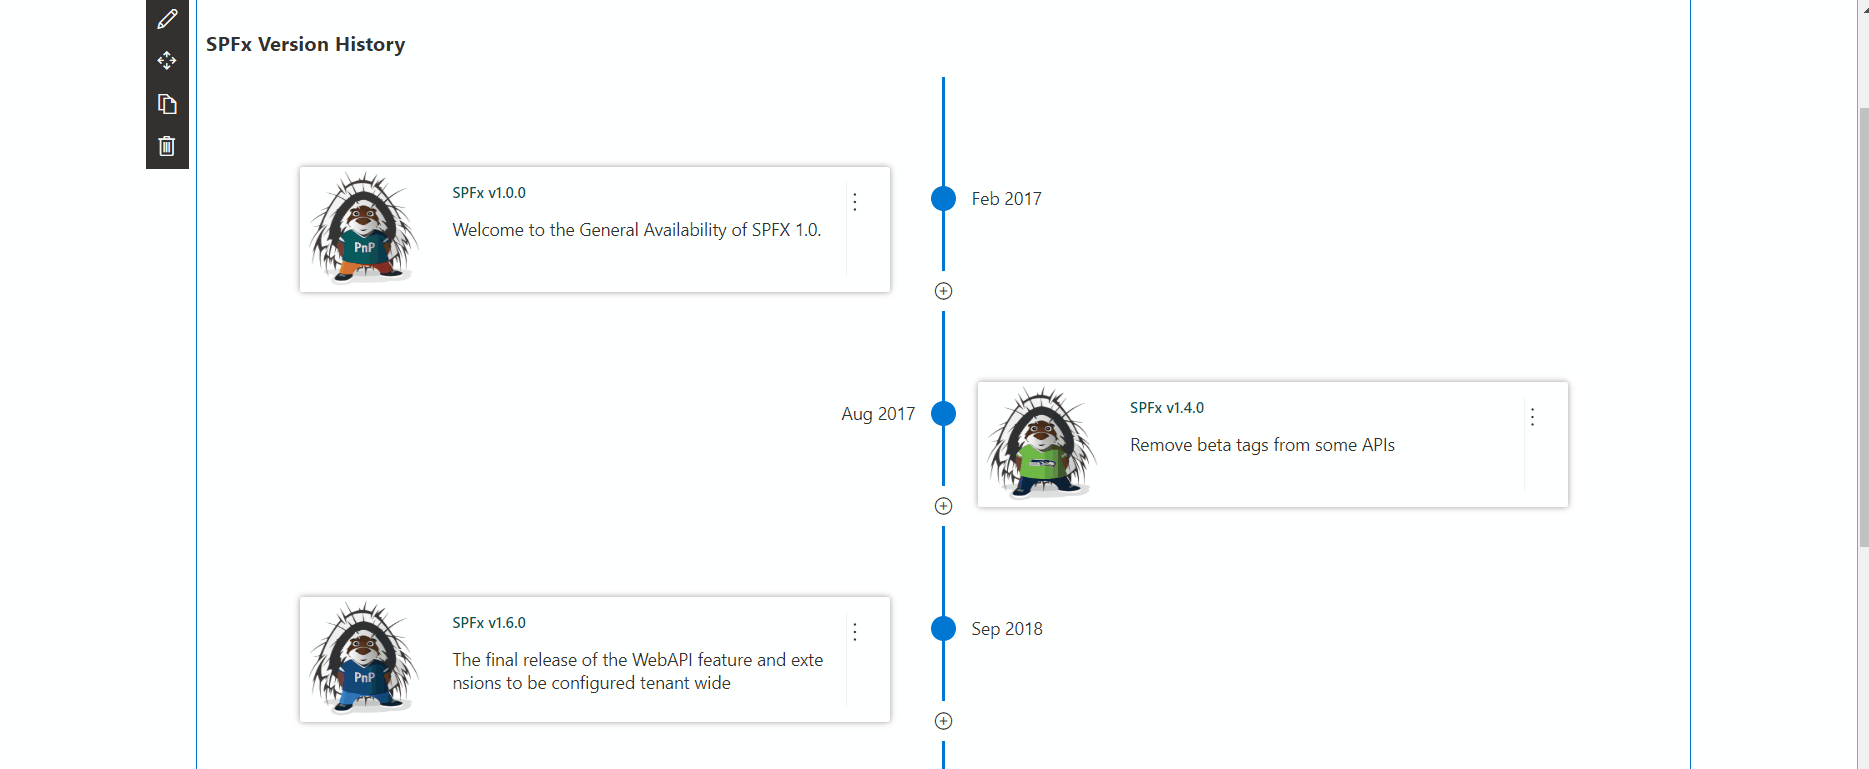 SPFx Version History
SPFx v1.0.0
Welcome to the General Availability of SPFX 1.0.
PnP
Feb 2017
Aug 2017
SPFx v1.4.0
Remove beta tags from some APIs
SPFx v1.6.0
The final release of the WebAPI feature and exte
nsions to be configured tenant wide
PnP
Sep 2018